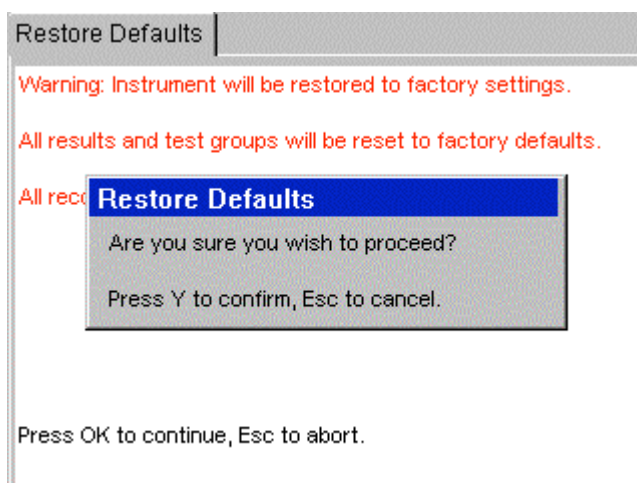 Restore Defaults
Warning: Instrument will be restored to factory settings.
All results and test groups will be reset to factory defaults.
All
Restore Defaults
Are you sure you wish to proceed?
Press Y to confirm, Esc to cancel.
Press OK to continue, Esc to abort.